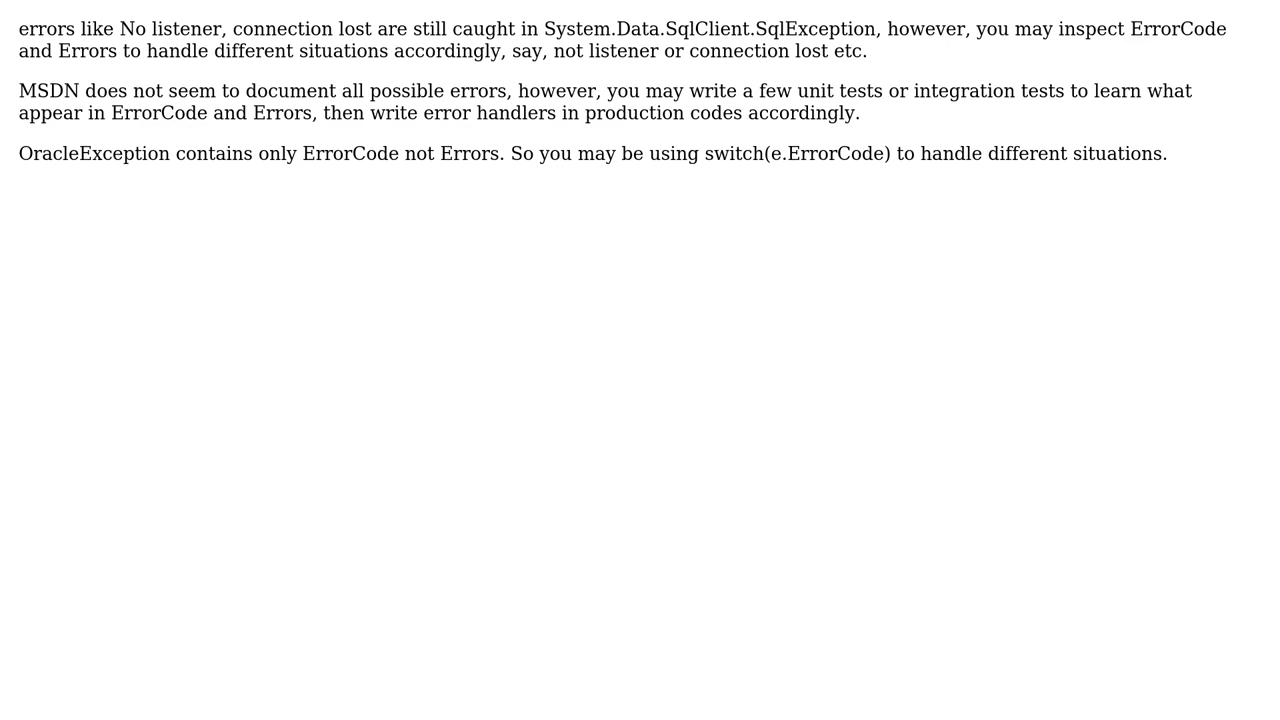 errors like No listener, connection lost are still caught in System.Data.SqlClient.SqlException, however, you may inspect ErrorCode
and Errors to handle different situations accordingly, say, not listener or connection lost etc.
MSDN does not seem to document all possible errors, however, you may write a few unit tests or integration tests to learn what
appear in ErrorCode and Errors, then write error handlers in production codes accordingly.
OracleException contains only ErrorCode not Errors. So you may be using switch(e.ErrorCode) to handle different situations.